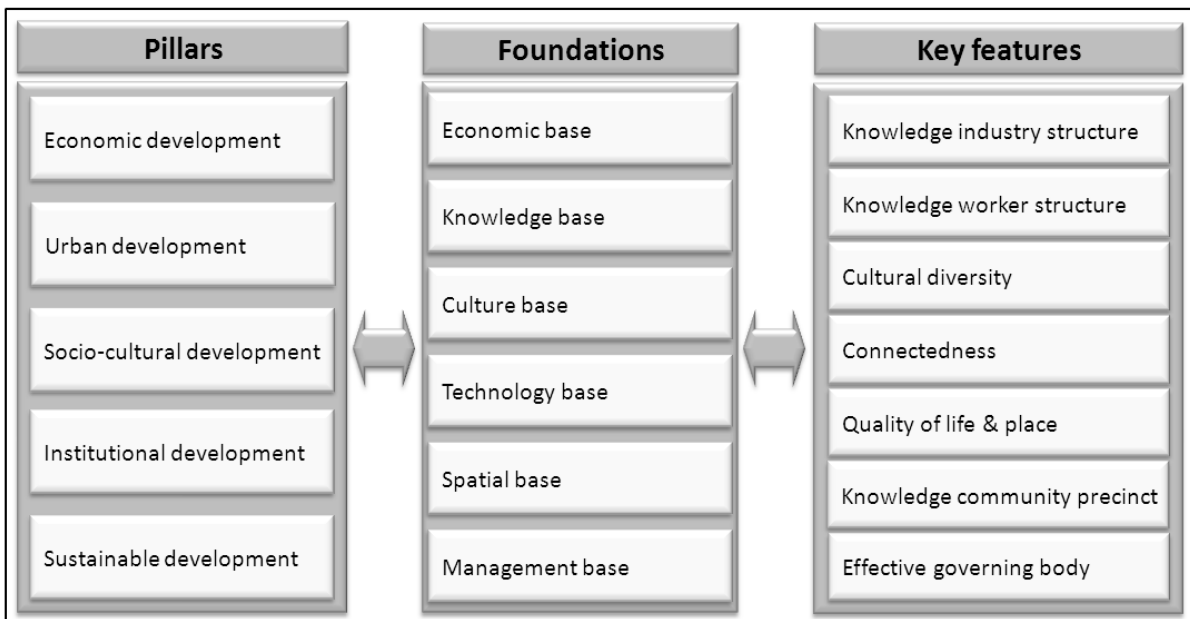 Pillars
Economic development
Urban development
Socio-cultural development
Institutional development
Sustainable development
Foundations
Economic base
Knowledge base
Culture base
Technology base
Spatial base
Management base
Key features
Knowledge industry structure
Knowledge worker structure
Cultural diversity
Connectedness
Quality of life & place
Knowledge community precinct
Effective governing body